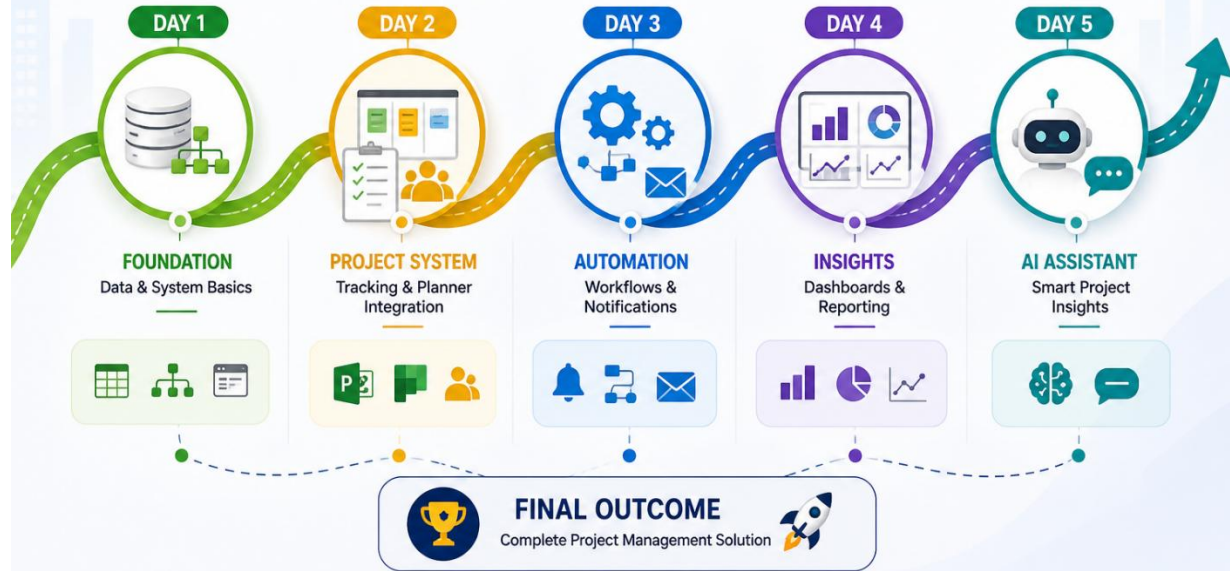 DAY 1
DAY 2
DAY 3
DAY 4
DAY 5
FOUNDATION
Data & System Basics
PROJECT SYSTEM
Tracking & Planner
Integration
AUTOMATION
Workflows &
Notifications
INSIGHTS
Dashboards &
Reporting
AI ASSISTANT
Smart Project
Insights
P
FINAL OUTCOME
Complete Project Management Solution